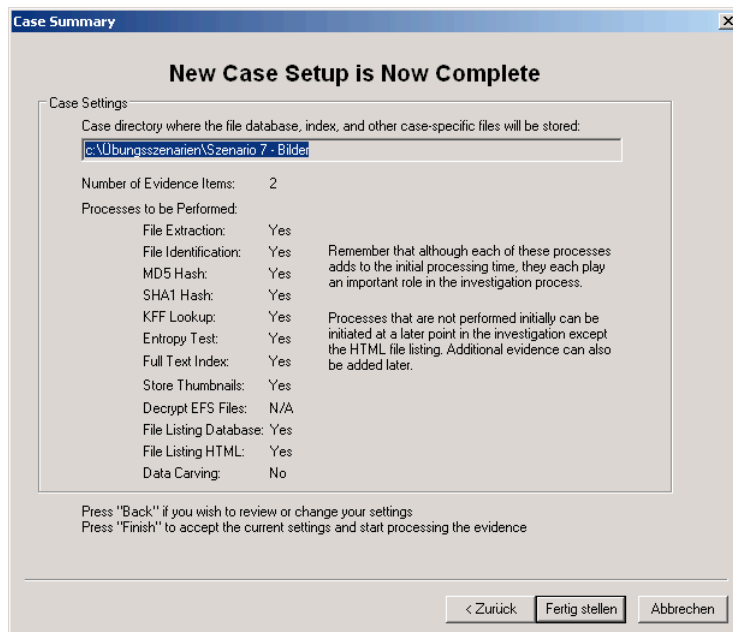 Case Summary
New Case Setup is Now Complete
Case Settings
Case directory where the file database, index, and other case-specific files will be stored:
c:\Übungsszenarien\Szenario 7 - Bilder
Number of Evidence Items: 2
Processes to be Performed:
File Extraction: Yes
File Identification: Yes
MD5 Hash: Yes
SHA1 Hash: Yes
KFF Lookup: Yes
Entropy Test: Yes
Full Text Index: Yes
Store Thumbnails: Yes
Decrypt EFS Files: N/A
File Listing Database: Yes
File Listing HTML: Yes
Data Carving: No
Remember that although each of these processes
adds to the initial processing time, they each play
an important role in the investigation process.
Processes that are not performed initially can be
initiated at a later point in the investigation except
the HTML file listing. Additional evidence can also
be added later.
Press "Back" if you wish to review or change your settings
Press "Finish" to accept the current settings and start processing the evidence
< Zurück
Fertig stellen
Abbrechen